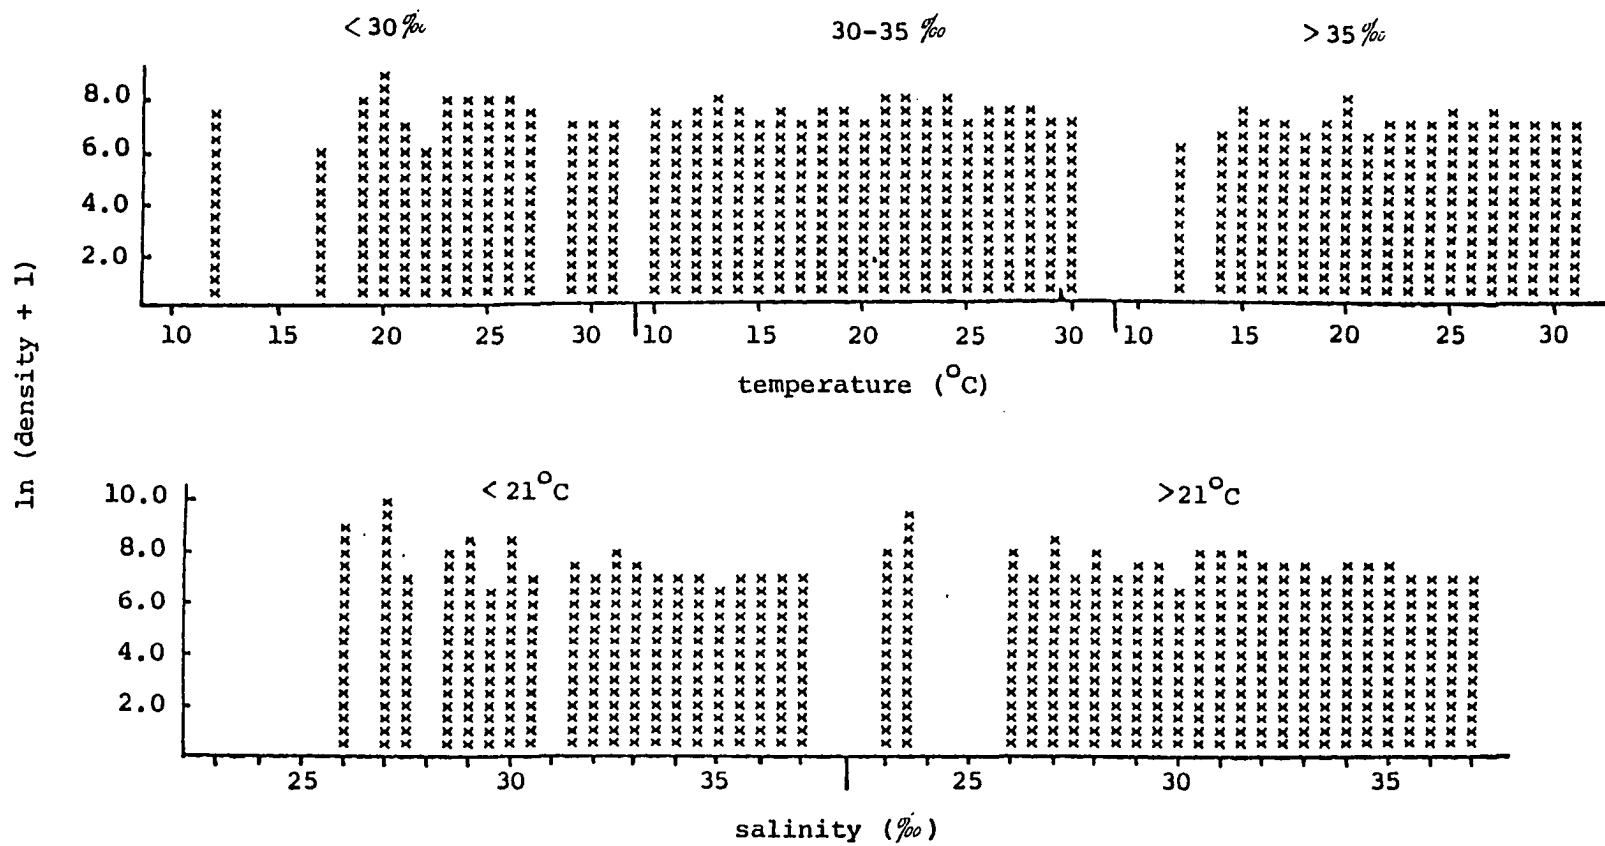 <30‰ 30-35 ‰ >35‰
8.0
6.0
4.0
2.0
10 15 20 25 30 10 15 20 25 30 10 15 20 25 30
temperature (°C)
ln (density + 1)
<21°C >21°C
10.0
8.0
6.0
4.0
2.0
25 30 35 25 30 35
salinity (‰)